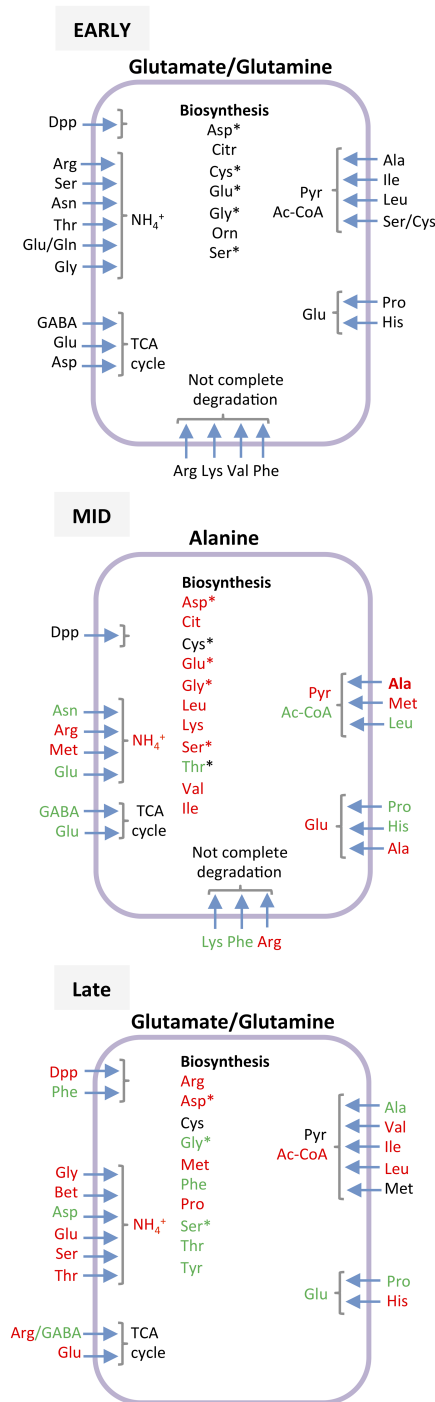 EARLY
Glutamate/Glutamine
Biosynthesis
Asp*
Citr
Cys*
Glu*
Gly*
Orn
Ser*
Dpp
Arg
Ser
Asn
Thr
Glu/Gln
Gly
NH4+
GABA
Glu
Asp
TCA
cycle
Pyr
Ac-CoA
Ala
Ile
Leu
Ser/Cys
Glu
Pro
His
Not complete
degradation
Arg Lys Val Phe
MID
Alanine
Biosynthesis
Asp*
Cit
Cys*
Glu*
Gly*
Leu
Lys
Ser*
Thr*
Val
Ile
Dpp
Asn
Arg
Met
Glu
NH4+
GABA
Glu
TCA
cycle
Pyr
Ac-CoA
Ala
Met
Leu
Glu
Pro
His
Ala
Not complete
degradation
Lys Phe Arg
Late
Glutamate/Glutamine
Biosynthesis
Arg
Asp*
Cys
Gly*
Met
Phe
Pro
Ser*
Thr
Tyr
Dpp
Phe
Gly
Bet
Asp
Glu
Ser
Thr
NH4+
Arg/GABA
Glu
TCA
cycle
Pyr
Ac-CoA
Ala
Val
Ile
Leu
Met
Glu
Pro
His